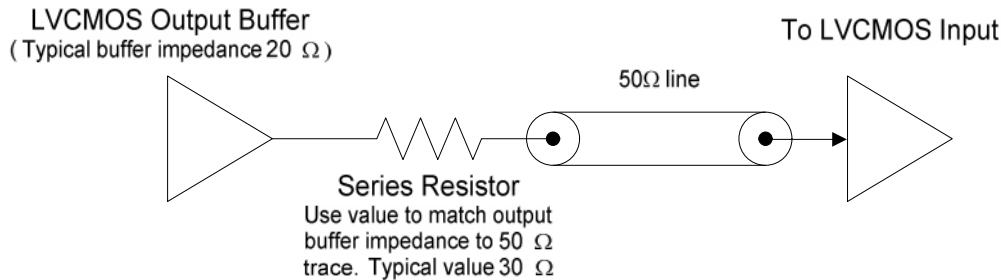 LVCMOS Output Buffer
( Typical buffer impedance 20 Ω )
To LVCMOS Input
50Ω line
Series Resistor
Use value to match output
buffer impedance to 50 Ω
trace. Typical value 30 Ω